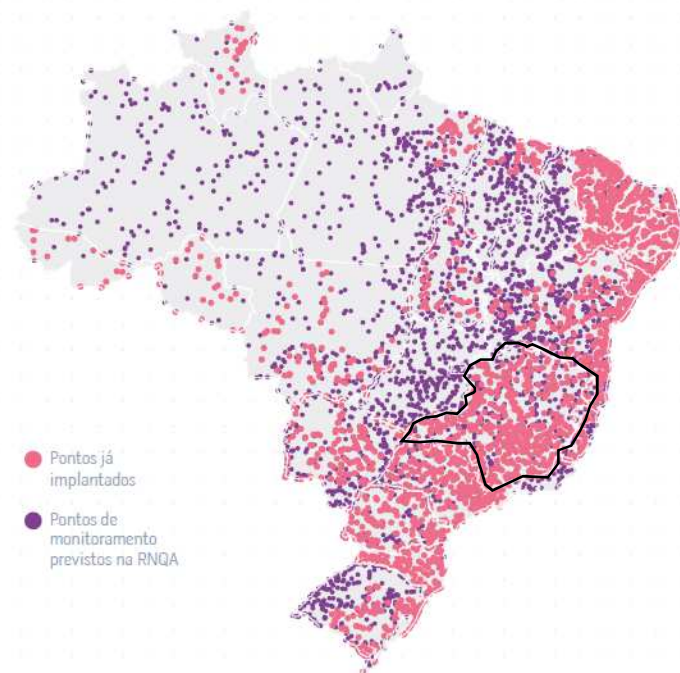 Pontos já
implantados
Pontos de
monitoramento
previstos na RNQA